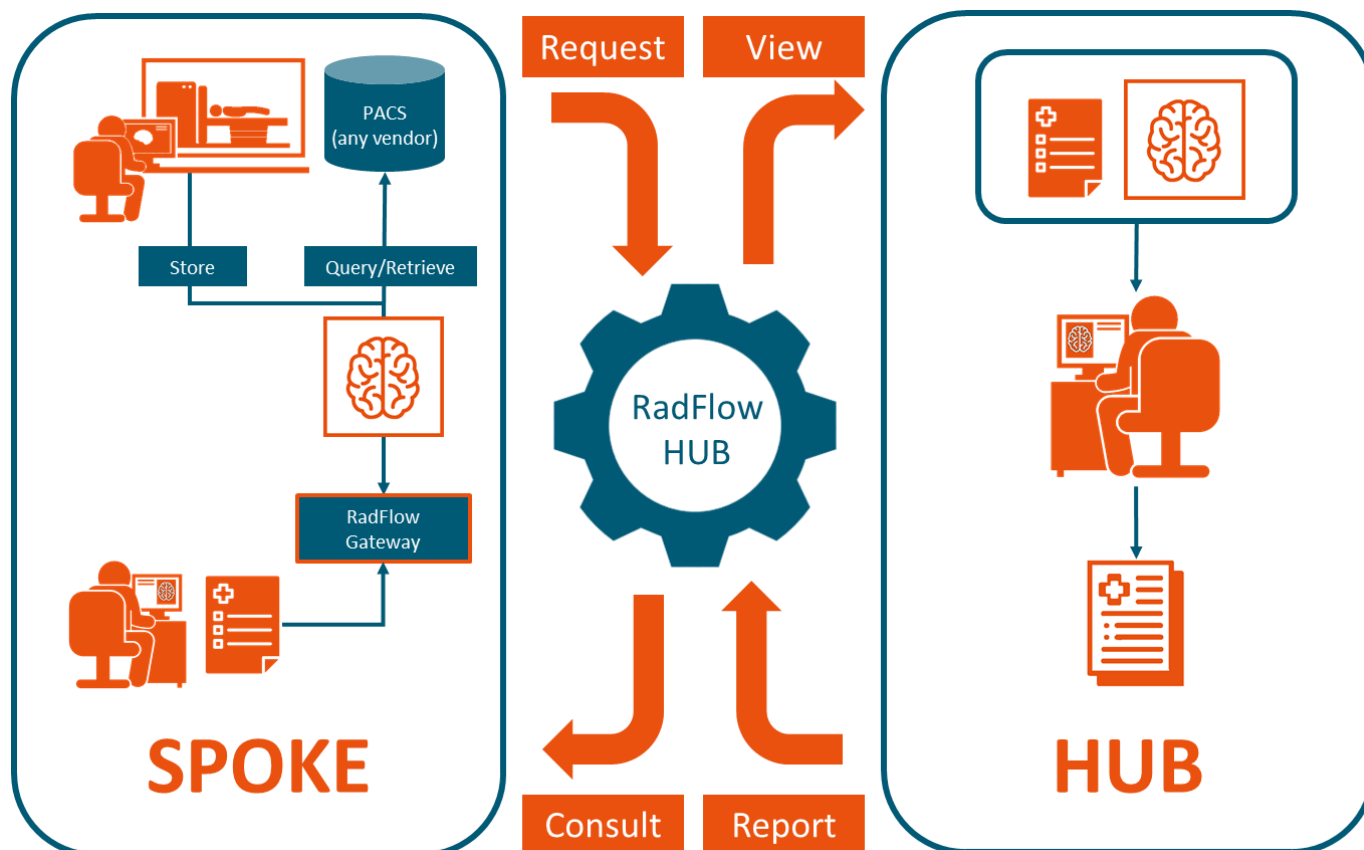 Request
View
PACS
(any vendor)
Store
Query/Retrieve
RadFlow
HUB
RadFlow
Gateway
SPOKE
HUB
Consult
Report